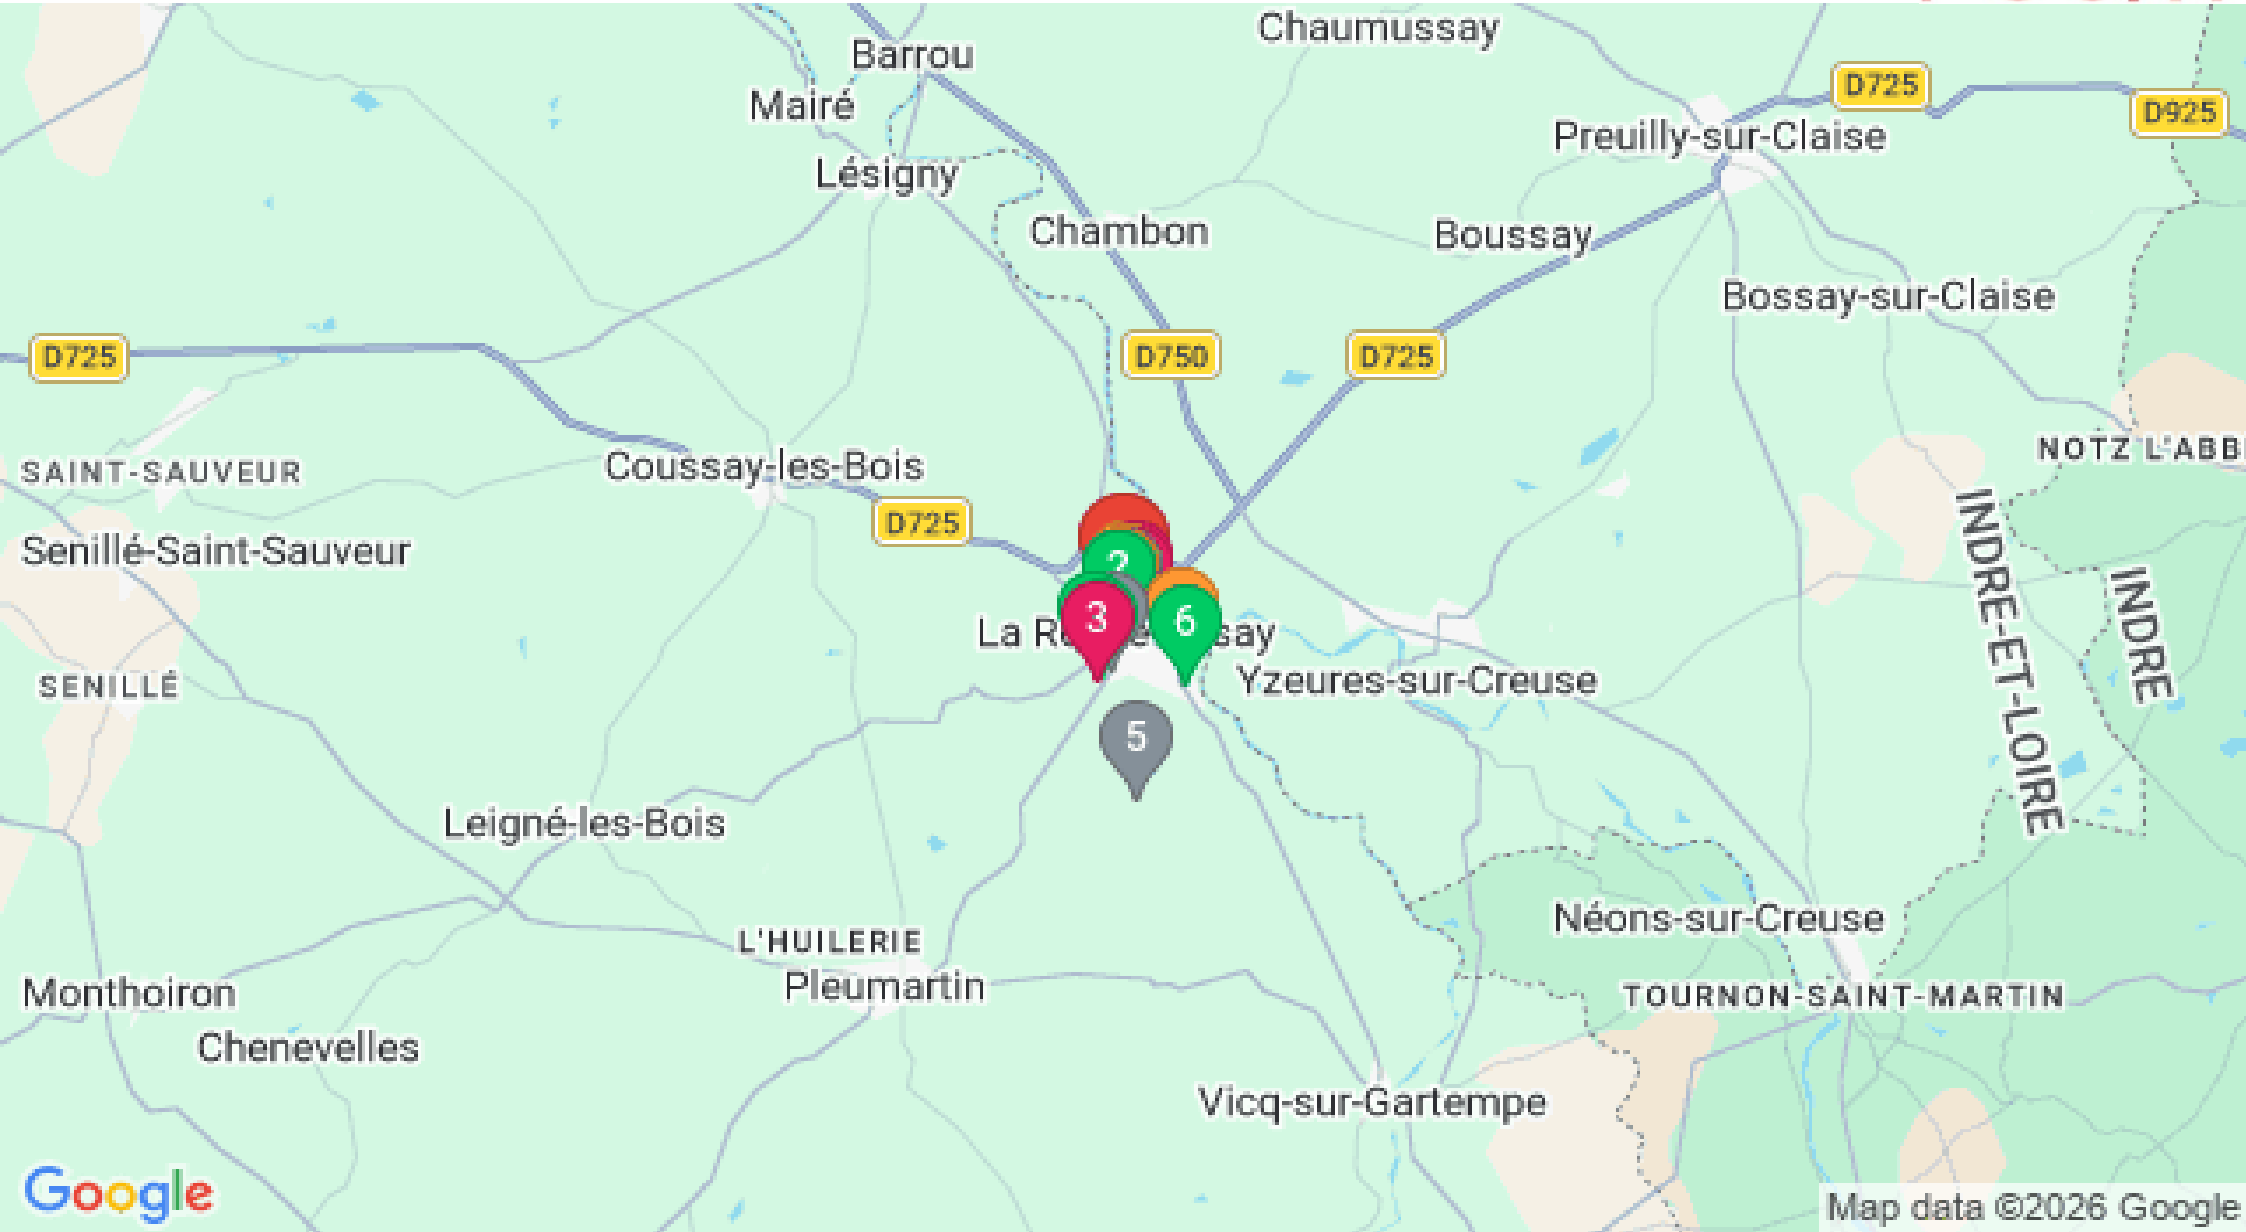 Chaumussay
Barrou
D725
Mairé
D925
Preuilly-sur-Claise
Lésigny
Chambon
Boussay
Bossay-sur-Claise
D725
D750
D725
NOTZ L'ABB
SAINT-SAUVEUR
Coussay-les-Bois
D725
INDRE-ET-LOIRE
INDRE
Senillé-Saint-Sauveur
2
3
6
La R
say
SENILLÉ
Yzeures-sur-Creuse
5
Leigné-les-Bois
Néons-sur-Creuse
L'HUILERIE
Pleumartin
Monthoiron
TOURNON-SAINT-MARTIN
Chenevelles
Vicq-sur-Gartempe
Google
Map data ©2026 Google